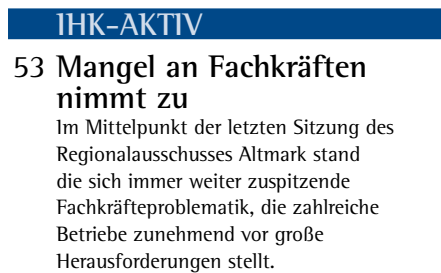 IHK-AKTIV
53 Mangel an Fachkräften
nimmt zu
Im Mittelpunkt der letzten Sitzung des
Regionalausschusses Altmark stand
die sich immer weiter zuspitzende
Fachkräfteproblematik, die zahlreiche
Betriebe zunehmend vor große
Herausforderungen stellt.